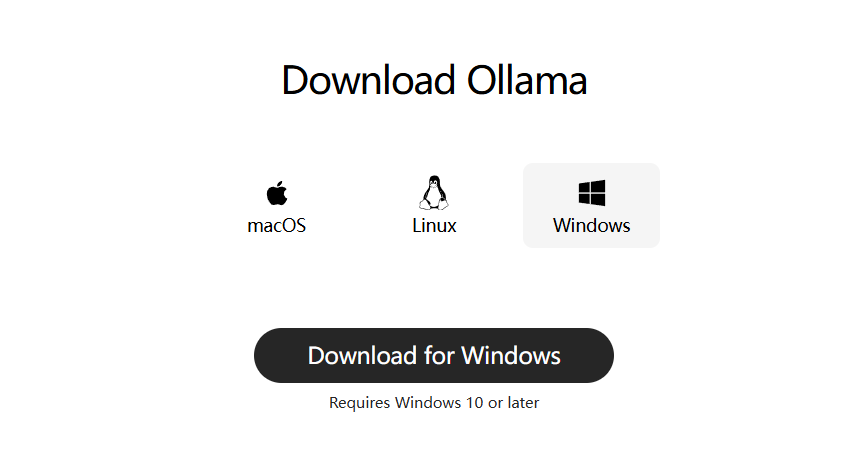 Download Ollama
macOS
Linux
Windows
Download for Windows
Requires Windows 10 or later